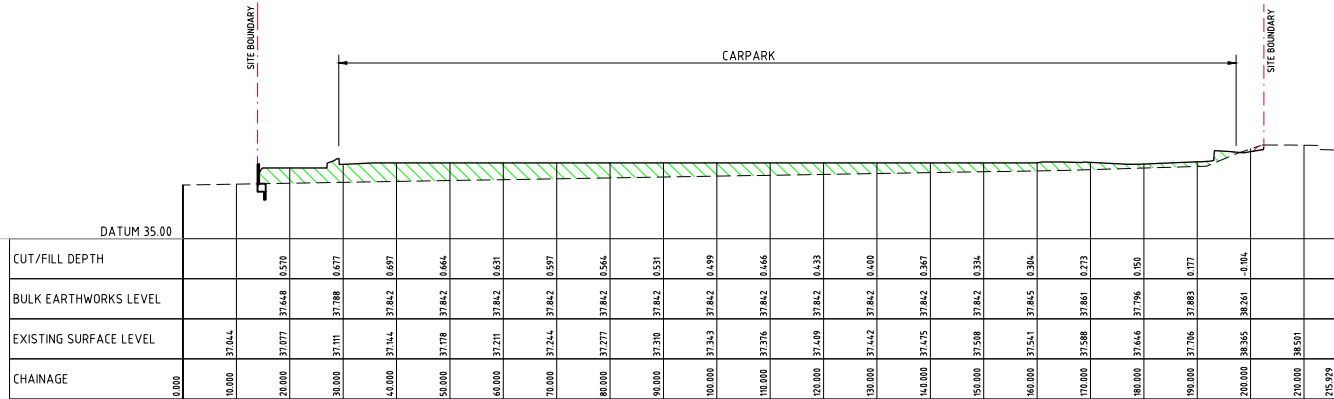 SITE BOUNDARY
SITE BOUNDARY
CARPARK
DATUM 35.00
CUT/FILL DEPTH 0.570 0.677 0.697 0.664 0.631 0.597 0.564 0.531 0.499 0.466 0.433 0.400 0.367 0.334 0.304 0.273 0.150 0.177 -0.104
BULK EARTHWORKS LEVEL 37.648 37.788 37.842 37.842 37.842 37.842 37.842 37.842 37.842 37.842 37.842 37.842 37.842 37.842 37.845 37.861 37.796 37.883 38.261
EXISTING SURFACE LEVEL 37.044 37.077 37.111 37.144 37.178 37.211 37.244 37.277 37.310 37.343 37.376 37.409 37.442 37.475 37.508 37.541 37.588 37.646 37.706 38.365 38.501
CHAINAGE 0.000 10.000 20.000 30.000 40.000 50.000 60.000 70.000 80.000 90.000 100.000 110.000 120.000 130.000 140.000 150.000 160.000 170.000 180.000 190.000 200.000 210.000 215.929